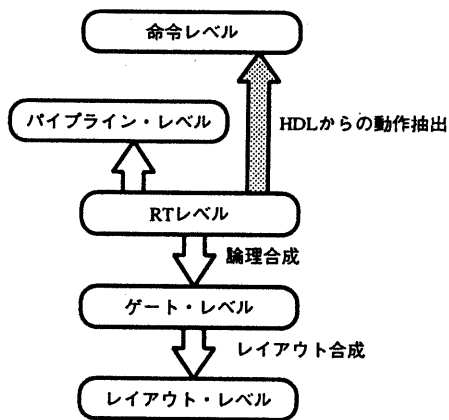 命令レベル
HDLからの動作抽出
パイプライン・レベル
RTレベル
論理合成
ゲート・レベル
レイアウト合成
レイアウト・レベル